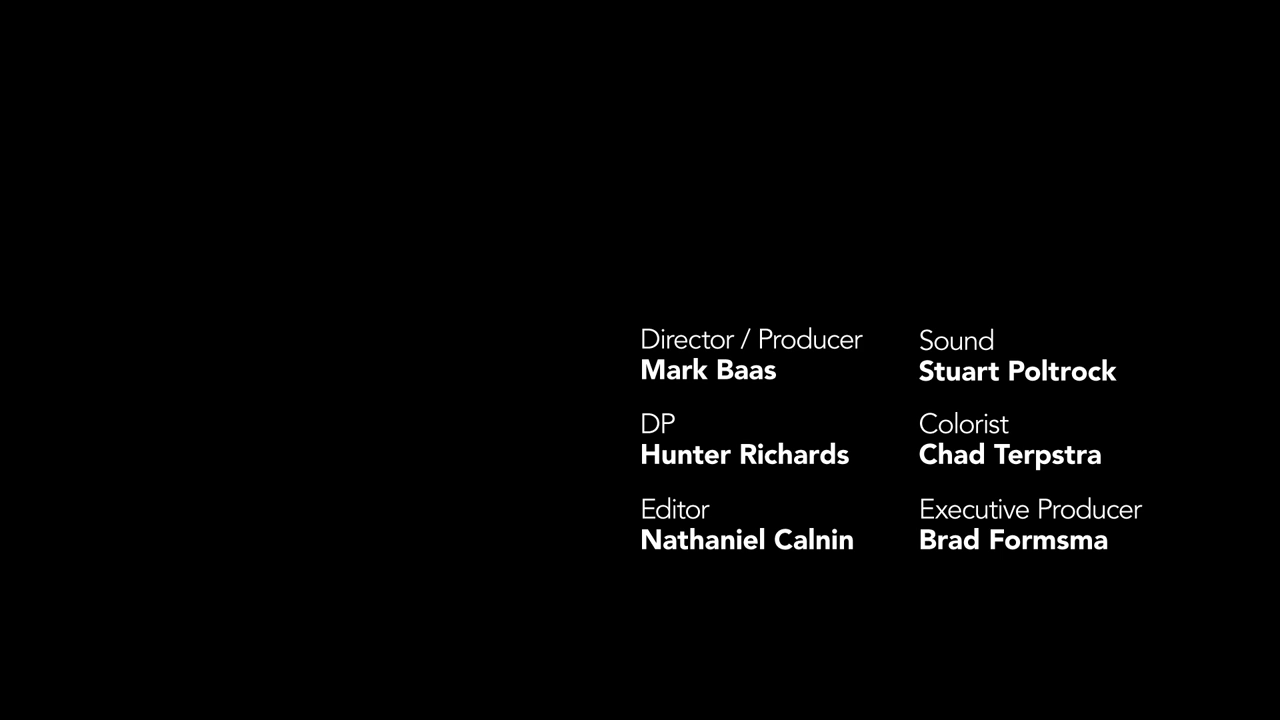 Director / Producer
Mark Baas
DP
Hunter Richards
Editor
Nathaniel Calnin
Sound
Stuart Poltrock
Colorist
Chad Terpstra
Executive Producer
Brad Formsma